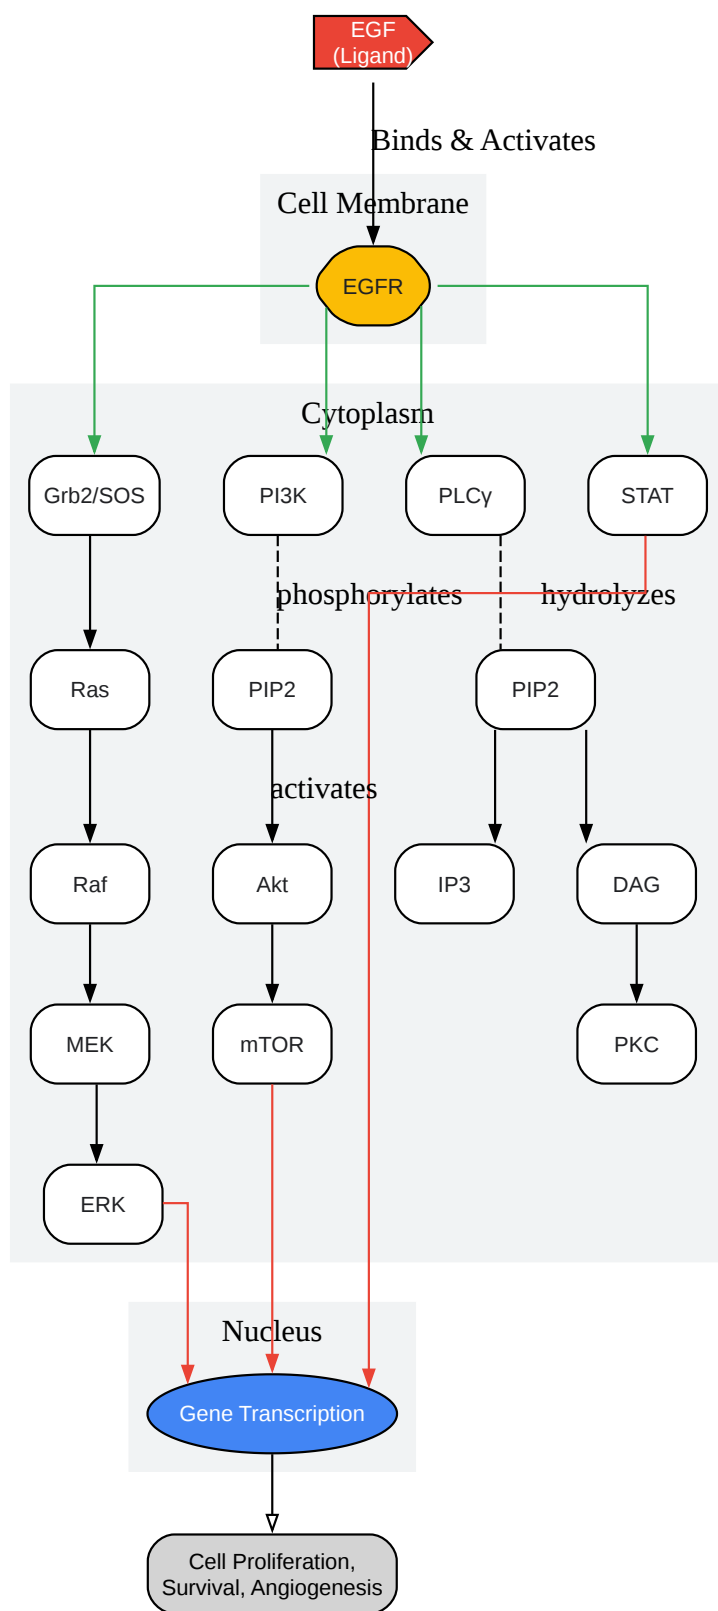 EGF
(Ligand)
Binds & Activates
Cell Membrane
EGFR
Cytoplasm
Grb2/SOS
PI3K
PLCγ
STAT
phosphorylates
hydrolyzes
Ras
PIP2
PIP2
activates
Raf
Akt
IP3
DAG
MEK
mTOR
PKC
ERK
Nucleus
Gene Transcription
Cell Proliferation,
Survival, Angiogenesis